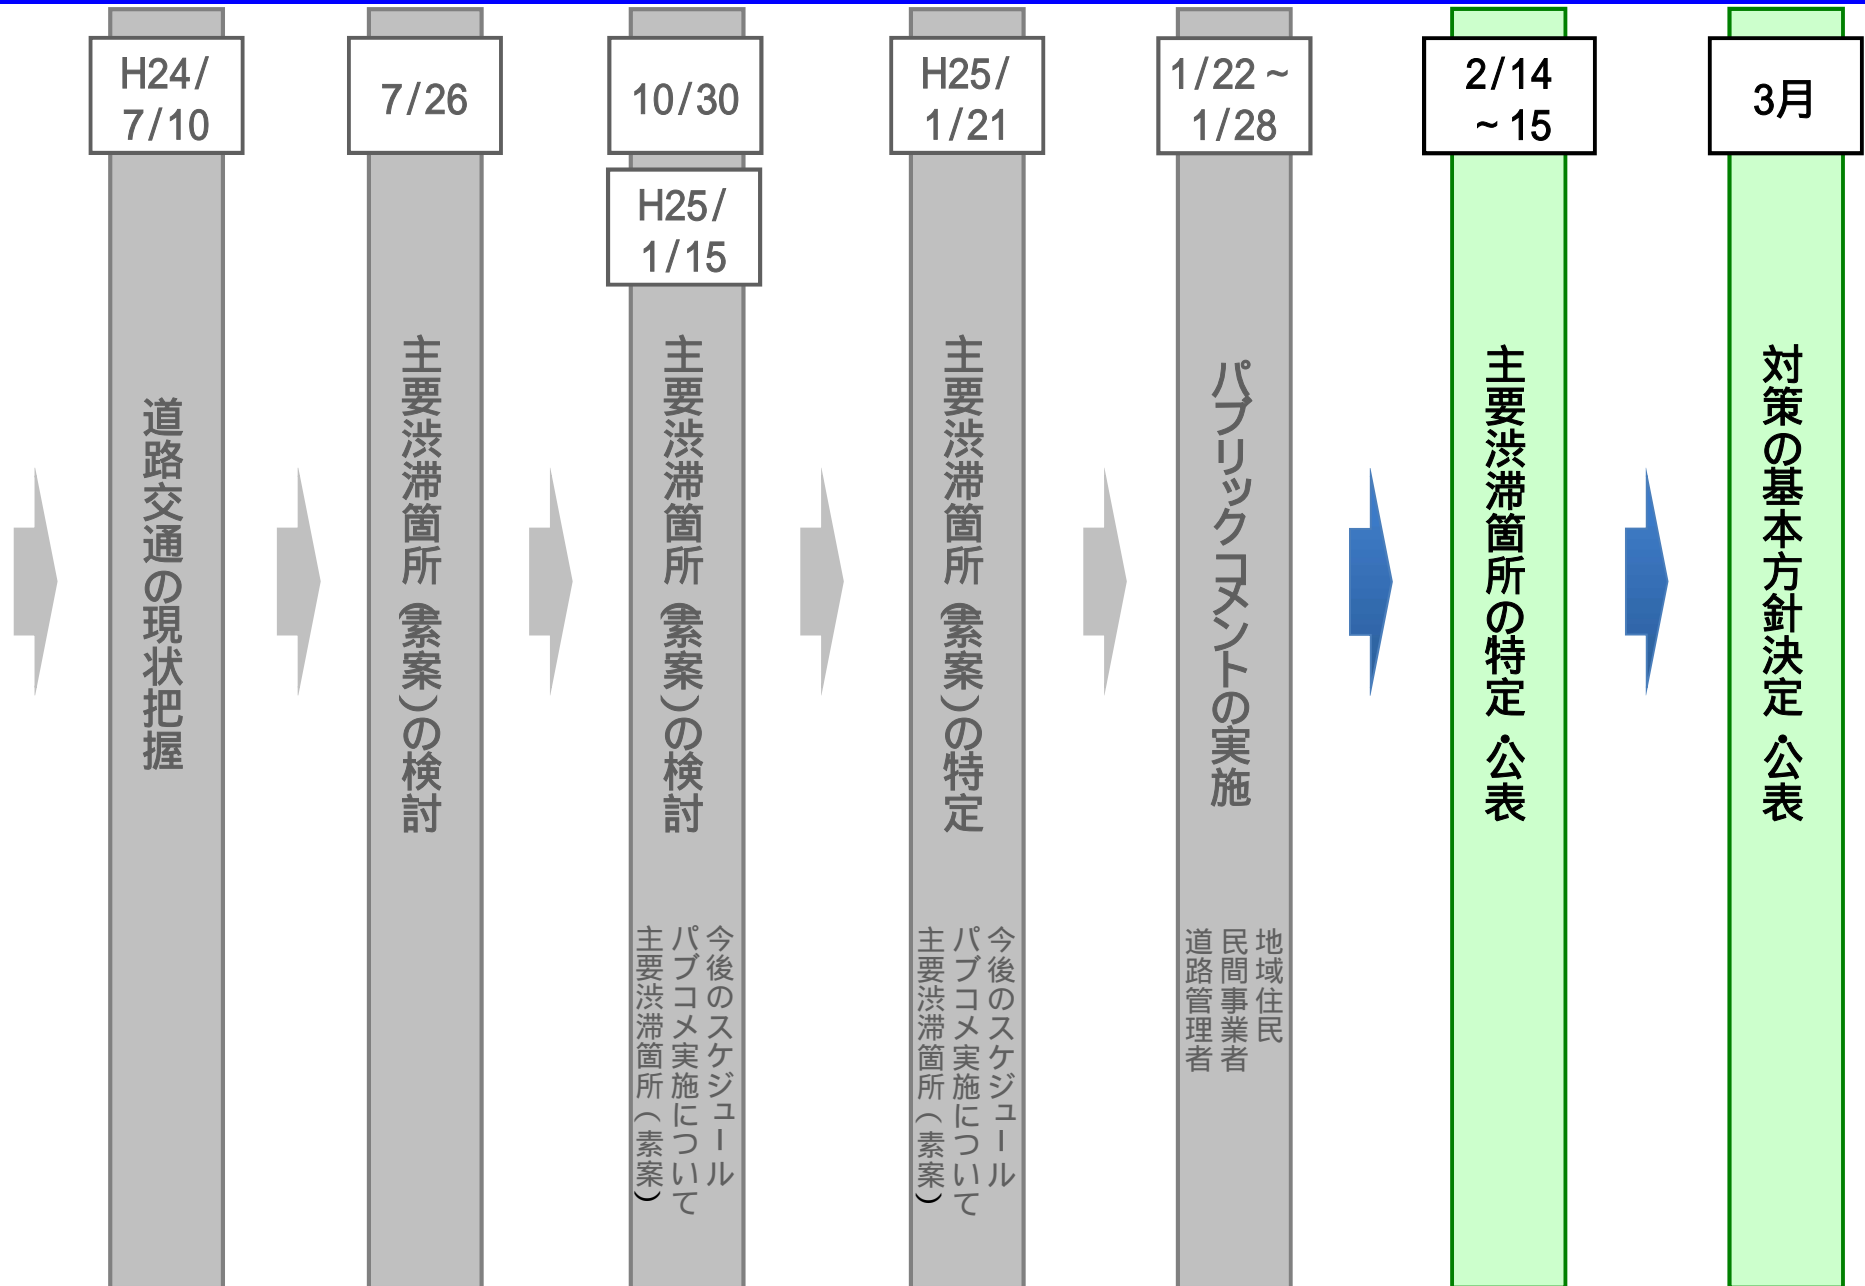 H24/
7/10
道路交通の現状把握
7/26
主要渋滞箇所(素案)の検討
10/30
H25/
1/15
主要渋滞箇所(素案)の検討
今後のスケジュール
パブコメ実施について
主要渋滞箇所(素案)
H25/
1/21
主要渋滞箇所(素案)の特定
今後のスケジュール
パブコメ実施について
主要渋滞箇所(素案)
1/22~
1/28
パブリックコメントの実施
地域住民
民間事業者
道路管理者
2/14
~15
主要渋滞箇所の特定・公表
3月
対策の基本方針決定・公表